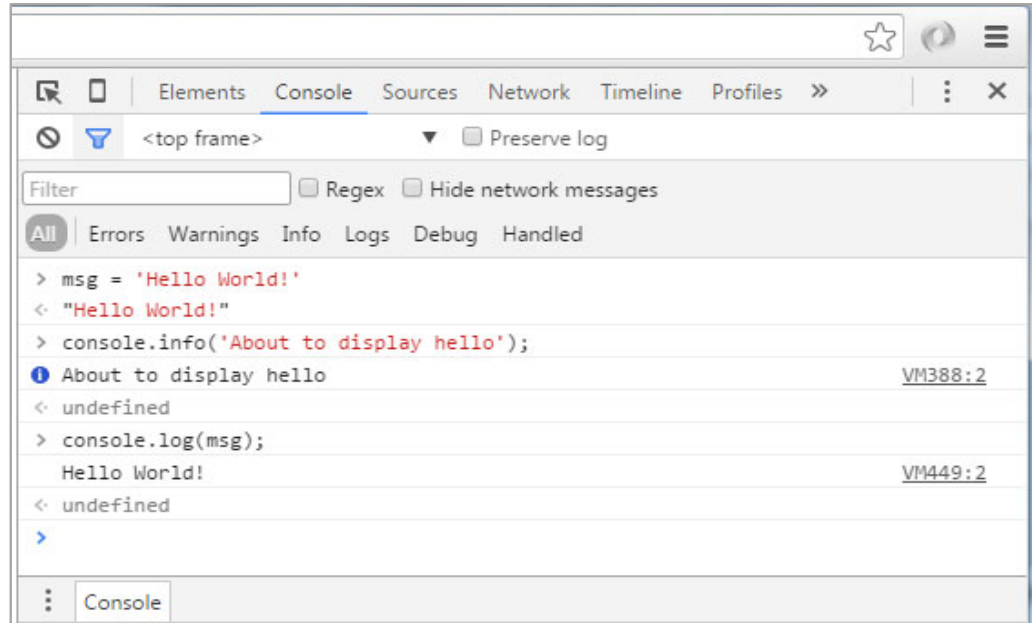 Elements Console Sources Network Timeline Profiles »
<top frame> ▼ Preserve log
Filter Regex Hide network messages
All Errors Warnings Info Logs Debug Handled
> msg = 'Hello World!'
"Hello World!"
> console.info('About to display hello');
About to display hello VM388:2
undefined
> console.log(msg);
Hello World! VM449:2
undefined
>
Console